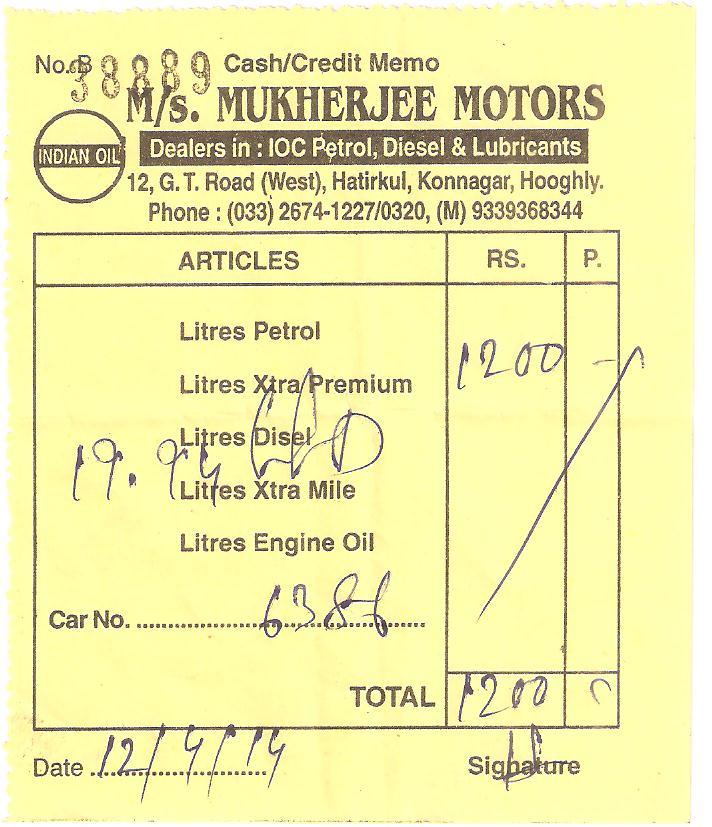 No. B 38889 Cash/Credit Memo
M/s. MUKHERJEE MOTORS
INDIAN OIL
Dealers in : IOC Petrol, Diesel & Lubricants
12, G. T. Road (West), Hatirkul, Konnagar, Hooghly.
Phone : (033) 2674-1227/0320, (M) 9339368344
ARTICLES RS. P.
Litres Petrol
1200 -
Litres Xtra Premium
Litres Disel
19.94
Litres Xtra Mile
Litres Engine Oil
Car No. 6386
TOTAL 1200
Date 12/4/14 Signature